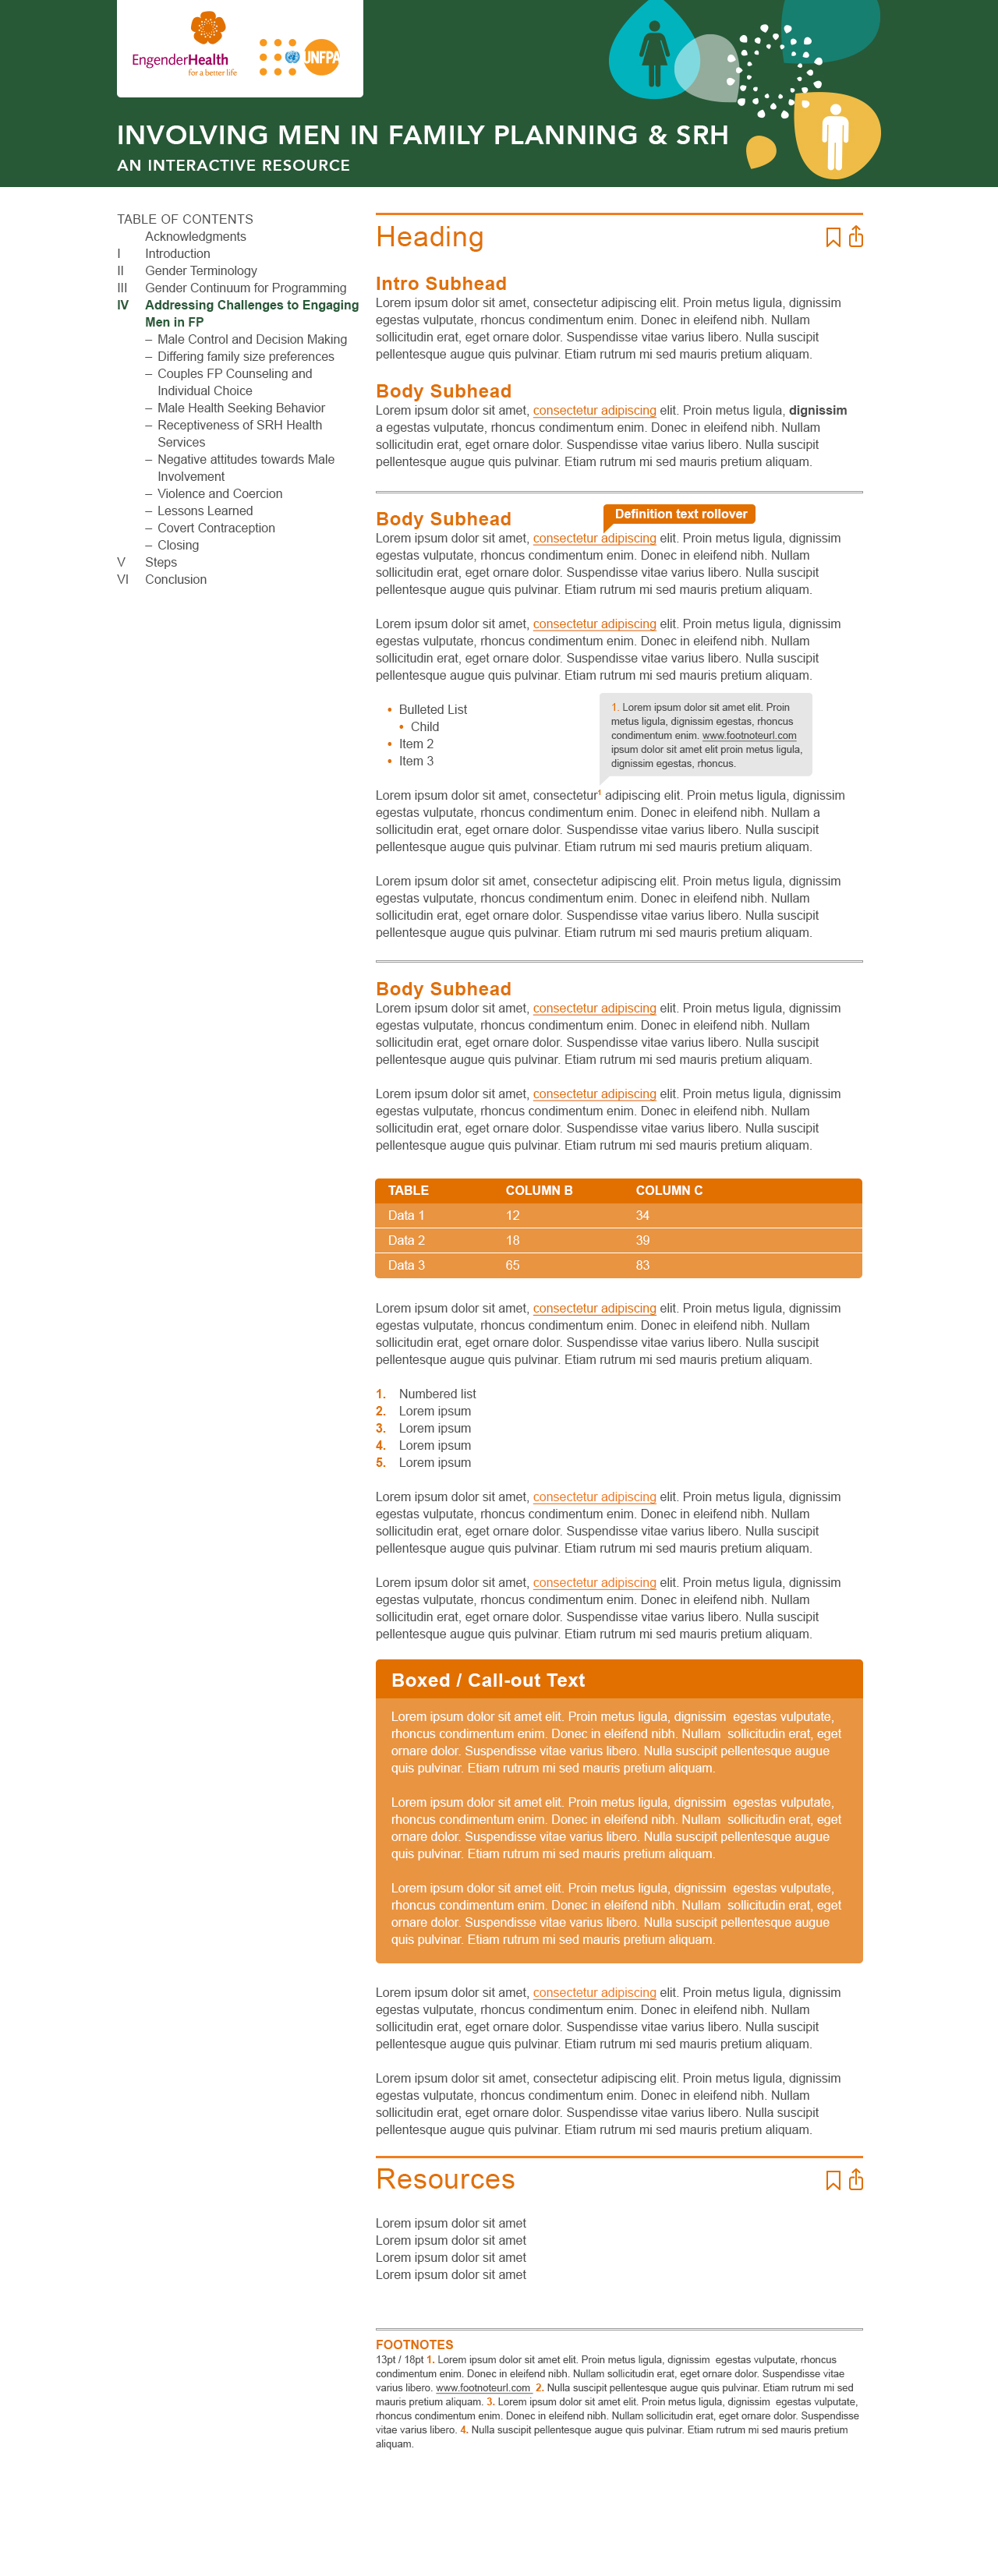 EngenderHealth
for a better life
UNFPA
INVOLVING MEN IN FAMILY PLANNING & SRH
AN INTERACTIVE RESOURCE
TABLE OF CONTENTS
Acknowledgments
I Introduction
II Gender Terminology
III Gender Continuum for Programming
IV Addressing Challenges to Engaging
Men in FP
– Male Control and Decision Making
– Differing family size preferences
– Couples FP Counseling and
Individual Choice
– Male Health Seeking Behavior
– Receptiveness of SRH Health
Services
– Negative attitudes towards Male
Involvement
– Violence and Coercion
– Lessons Learned
– Covert Contraception
– Closing
V Steps
VI Conclusion
Heading
Intro Subhead
Lorem ipsum dolor sit amet, consectetur adipiscing elit. Proin metus ligula, dignissim
egestas vulputate, rhoncus condimentum enim. Donec in eleifend nibh. Nullam
sollicitudin erat, eget ornare dolor. Suspendisse vitae varius libero. Nulla suscipit
pellentesque augue quis pulvinar. Etiam rutrum mi sed mauris pretium aliquam.
Body Subhead
Lorem ipsum dolor sit amet, consectetur adipiscing elit. Proin metus ligula, dignissim
a egestas vulputate, rhoncus condimentum enim. Donec in eleifend nibh. Nullam
sollicitudin erat, eget ornare dolor. Suspendisse vitae varius libero. Nulla suscipit
pellentesque augue quis pulvinar. Etiam rutrum mi sed mauris pretium aliquam.
Body Subhead
Definition text rollover
Lorem ipsum dolor sit amet, consectetur adipiscing elit. Proin metus ligula, dignissim
egestas vulputate, rhoncus condimentum enim. Donec in eleifend nibh. Nullam
sollicitudin erat, eget ornare dolor. Suspendisse vitae varius libero. Nulla suscipit
pellentesque augue quis pulvinar. Etiam rutrum mi sed mauris pretium aliquam.
Lorem ipsum dolor sit amet, consectetur adipiscing elit. Proin metus ligula, dignissim
egestas vulputate, rhoncus condimentum enim. Donec in eleifend nibh. Nullam
sollicitudin erat, eget ornare dolor. Suspendisse vitae varius libero. Nulla suscipit
pellentesque augue quis pulvinar. Etiam rutrum mi sed mauris pretium aliquam.
• Bulleted List
• Child
• Item 2
• Item 3
1. Lorem ipsum dolor sit amet elit. Proin
metus ligula, dignissim egestas, rhoncus
condimentum enim. www.footnoteurl.com
ipsum dolor sit amet elit proin metus ligula,
dignissim egestas, rhoncus.
Lorem ipsum dolor sit amet, consectetur¹ adipiscing elit. Proin metus ligula, dignissim
egestas vulputate, rhoncus condimentum enim. Donec in eleifend nibh. Nullam a
sollicitudin erat, eget ornare dolor. Suspendisse vitae varius libero. Nulla suscipit
pellentesque augue quis pulvinar. Etiam rutrum mi sed mauris pretium aliquam.
Lorem ipsum dolor sit amet, consectetur adipiscing elit. Proin metus ligula, dignissim
egestas vulputate, rhoncus condimentum enim. Donec in eleifend nibh. Nullam
sollicitudin erat, eget ornare dolor. Suspendisse vitae varius libero. Nulla suscipit
pellentesque augue quis pulvinar. Etiam rutrum mi sed mauris pretium aliquam.
Body Subhead
Lorem ipsum dolor sit amet, consectetur adipiscing elit. Proin metus ligula, dignissim
egestas vulputate, rhoncus condimentum enim. Donec in eleifend nibh. Nullam
sollicitudin erat, eget ornare dolor. Suspendisse vitae varius libero. Nulla suscipit
pellentesque augue quis pulvinar. Etiam rutrum mi sed mauris pretium aliquam.
Lorem ipsum dolor sit amet, consectetur adipiscing elit. Proin metus ligula, dignissim
egestas vulputate, rhoncus condimentum enim. Donec in eleifend nibh. Nullam
sollicitudin erat, eget ornare dolor. Suspendisse vitae varius libero. Nulla suscipit
pellentesque augue quis pulvinar. Etiam rutrum mi sed mauris pretium aliquam.
TABLE COLUMN B COLUMN C
Data 1 12 34
Data 2 18 39
Data 3 65 83
Lorem ipsum dolor sit amet, consectetur adipiscing elit. Proin metus ligula, dignissim
egestas vulputate, rhoncus condimentum enim. Donec in eleifend nibh. Nullam
sollicitudin erat, eget ornare dolor. Suspendisse vitae varius libero. Nulla suscipit
pellentesque augue quis pulvinar. Etiam rutrum mi sed mauris pretium aliquam.
1. Numbered list
2. Lorem ipsum
3. Lorem ipsum
4. Lorem ipsum
5. Lorem ipsum
Lorem ipsum dolor sit amet, consectetur adipiscing elit. Proin metus ligula, dignissim
egestas vulputate, rhoncus condimentum enim. Donec in eleifend nibh. Nullam
sollicitudin erat, eget ornare dolor. Suspendisse vitae varius libero. Nulla suscipit
pellentesque augue quis pulvinar. Etiam rutrum mi sed mauris pretium aliquam.
Lorem ipsum dolor sit amet, consectetur adipiscing elit. Proin metus ligula, dignissim
egestas vulputate, rhoncus condimentum enim. Donec in eleifend nibh. Nullam
sollicitudin erat, eget ornare dolor. Suspendisse vitae varius libero. Nulla suscipit
pellentesque augue quis pulvinar. Etiam rutrum mi sed mauris pretium aliquam.
Boxed / Call-out Text
Lorem ipsum dolor sit amet elit. Proin metus ligula, dignissim egestas vulputate,
rhoncus condimentum enim. Donec in eleifend nibh. Nullam sollicitudin erat, eget
ornare dolor. Suspendisse vitae varius libero. Nulla suscipit pellentesque augue
quis pulvinar. Etiam rutrum mi sed mauris pretium aliquam.
Lorem ipsum dolor sit amet elit. Proin metus ligula, dignissim egestas vulputate,
rhoncus condimentum enim. Donec in eleifend nibh. Nullam sollicitudin erat, eget
ornare dolor. Suspendisse vitae varius libero. Nulla suscipit pellentesque augue
quis pulvinar. Etiam rutrum mi sed mauris pretium aliquam.
Lorem ipsum dolor sit amet elit. Proin metus ligula, dignissim egestas vulputate,
rhoncus condimentum enim. Donec in eleifend nibh. Nullam sollicitudin erat, eget
ornare dolor. Suspendisse vitae varius libero. Nulla suscipit pellentesque augue
quis pulvinar. Etiam rutrum mi sed mauris pretium aliquam.
Lorem ipsum dolor sit amet, consectetur adipiscing elit. Proin metus ligula, dignissim
egestas vulputate, rhoncus condimentum enim. Donec in eleifend nibh. Nullam
sollicitudin erat, eget ornare dolor. Suspendisse vitae varius libero. Nulla suscipit
pellentesque augue quis pulvinar. Etiam rutrum mi sed mauris pretium aliquam.
Lorem ipsum dolor sit amet, consectetur adipiscing elit. Proin metus ligula, dignissim
egestas vulputate, rhoncus condimentum enim. Donec in eleifend nibh. Nullam
sollicitudin erat, eget ornare dolor. Suspendisse vitae varius libero. Nulla suscipit
pellentesque augue quis pulvinar. Etiam rutrum mi sed mauris pretium aliquam.
Resources
Lorem ipsum dolor sit amet
Lorem ipsum dolor sit amet
Lorem ipsum dolor sit amet
Lorem ipsum dolor sit amet
FOOTNOTES
13pt / 18pt 1. Lorem ipsum dolor sit amet elit. Proin metus ligula, dignissim egestas vulputate, rhoncus
condimentum enim. Donec in eleifend nibh. Nullam sollicitudin erat, eget ornare dolor. Suspendisse vitae
varius libero. www.footnoteurl.com 2. Nulla suscipit pellentesque augue quis pulvinar. Etiam rutrum mi sed
mauris pretium aliquam. 3. Lorem ipsum dolor sit amet elit. Proin metus ligula, dignissim egestas vulputate,
rhoncus condimentum enim. Donec in eleifend nibh. Nullam sollicitudin erat, eget ornare dolor. Suspendisse
vitae varius libero. 4. Nulla suscipit pellentesque augue quis pulvinar. Etiam rutrum mi sed mauris pretium
aliquam.